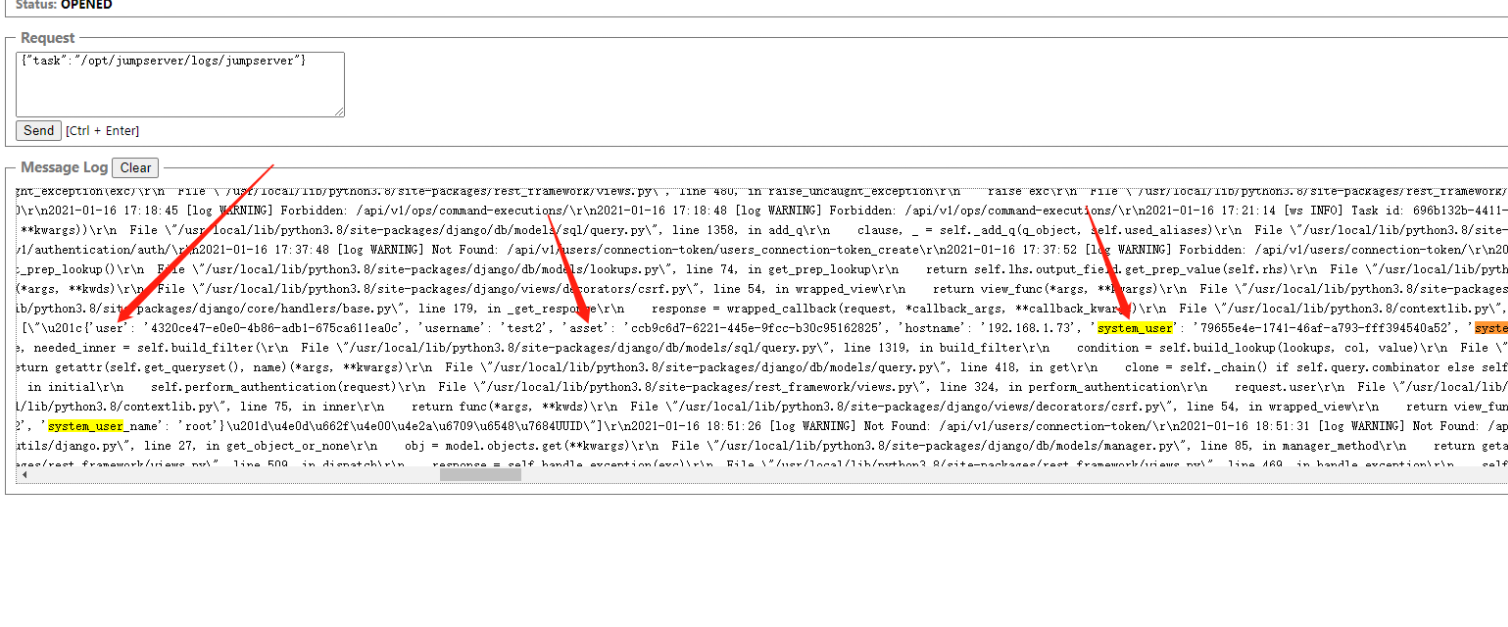 Status: OPENED
Request
{"task":"/opt/jumpserver/logs/jumpserver"}
Send [Ctrl + Enter]
Message Log Clear
ght_exception(exc)\r\n File \"/usr/local/lib/python3.8/site-packages/rest_framework/views.py\", line 480, in raise_uncaught_exception\r\n raise exc\r\n File \"/usr/local/lib/python3.8/site-packages/rest_framework/
)\r\n2021-01-16 17:18:45 [log WARNING] Forbidden: /api/v1/ops/command-executions/\r\n2021-01-16 17:18:48 [log WARNING] Forbidden: /api/v1/ops/command-executions/\r\n2021-01-16 17:21:14 [ws INFO] Task id: 696b132b-4411-
**kwargs))\r\n File \"/usr/local/lib/python3.8/site-packages/django/db/models/sql/query.py\", line 1358, in add_q\r\n clause, _ = self._add_q(q_object, self.used_aliases)\r\n File \"/usr/local/lib/python3.8/site-
v1/authentication/auth/\r\n2021-01-16 17:37:48 [log WARNING] Not Found: /api/v1/users/connection-token/users_connection-token_create\r\n2021-01-16 17:37:52 [log WARNING] Forbidden: /api/v1/users/connection-token/\r\n20
t_prep_lookup()\r\n File \"/usr/local/lib/python3.8/site-packages/django/db/models/lookups.py\", line 74, in get_prep_lookup\r\n return self.lhs.output_field.get_prep_value(self.rhs)\r\n File \"/usr/local/lib/pyth
(*args, **kwds)\r\n File \"/usr/local/lib/python3.8/site-packages/django/views/decorators/csrf.py\", line 54, in wrapped_view\r\n return view_func(*args, **kwargs)\r\n File \"/usr/local/lib/python3.8/site-packages
ib/python3.8/site-packages/django/core/handlers/base.py\", line 179, in _get_response\r\n response = wrapped_callback(request, *callback_args, **callback_kwargs)\r\n File \"/usr/local/lib/python3.8/contextlib.py\",
[\"\u201c{'user': '4320ce47-e0e0-4b86-adb1-675ca611ea0c', 'username': 'test2', 'asset': 'ccb9c6d7-6221-445e-9fcc-b30c95162825', 'hostname': '192.168.1.73', 'system_user': '79655e4e-1741-46af-a793-fff394540a52', 'syste
e, needed_inner = self.build_filter(\r\n File \"/usr/local/lib/python3.8/site-packages/django/db/models/sql/query.py\", line 1319, in build_filter\r\n condition = self.build_lookup(lookups, col, value)\r\n File \"
eturn getattr(self.get_queryset(), name)(*args, **kwargs)\r\n File \"/usr/local/lib/python3.8/site-packages/django/db/models/query.py\", line 418, in get\r\n clone = self._chain() if self.query.combinator else self
in initial\r\n self.perform_authentication(request)\r\n File \"/usr/local/lib/python3.8/site-packages/rest_framework/views.py\", line 324, in perform_authentication\r\n request.user\r\n File \"/usr/local/lib
l/lib/python3.8/contextlib.py\", line 75, in inner\r\n return func(*args, **kwds)\r\n File \"/usr/local/lib/python3.8/site-packages/django/views/decorators/csrf.py\", line 54, in wrapped_view\r\n return view_fun
2', 'system_user_name': 'root'}\u201d\u4e0d\u662f\u4e00\u4e2a\u6709\u6548\u7684UUID\"]\r\n2021-01-16 18:51:26 [log WARNING] Not Found: /api/v1/users/connection-token/\r\n2021-01-16 18:51:31 [log WARNING] Not Found: /ap
utils/django.py\", line 27, in get_object_or_none\r\n obj = model.objects.get(**kwargs)\r\n File \"/usr/local/lib/python3.8/site-packages/django/db/models/manager.py\", line 85, in manager_method\r\n return geta
ages/rest_framework/views.py\", line 509, in dispatch\r\n response = self.handle_exception(exc)\r\n File \"/usr/local/lib/python3.8/site-packages/rest_framework/views.py\", line 469, in handle_exception\r\n self